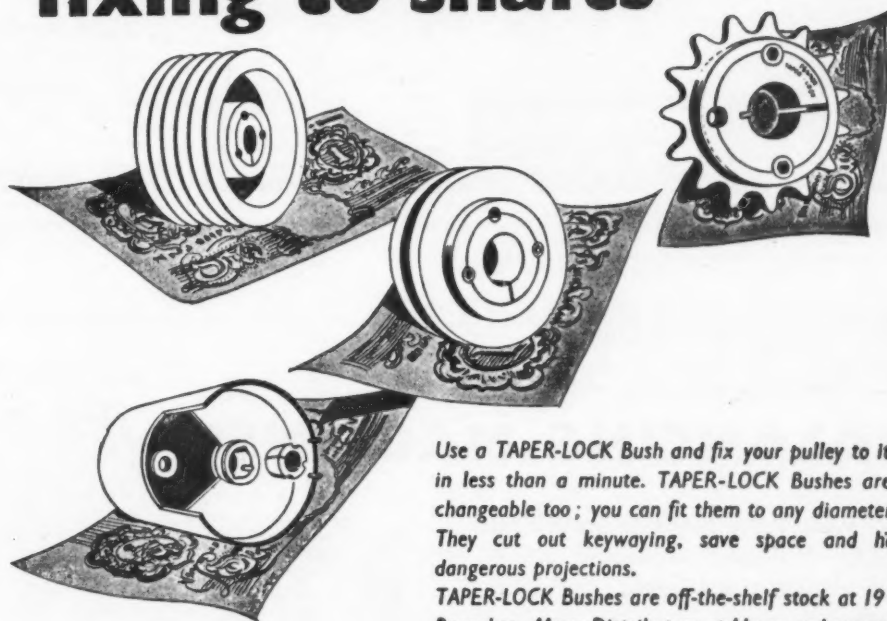 fixing to shafts
Use a TAPER-LOCK Bush and fix your pulley to it
in less than a minute. TAPER-LOCK Bushes are
changeable too; you can fit them to any diameter
They cut out keywaying, save space and h
dangerous projections.
TAPER-LOCK Bushes are off-the-shelf stock at 19